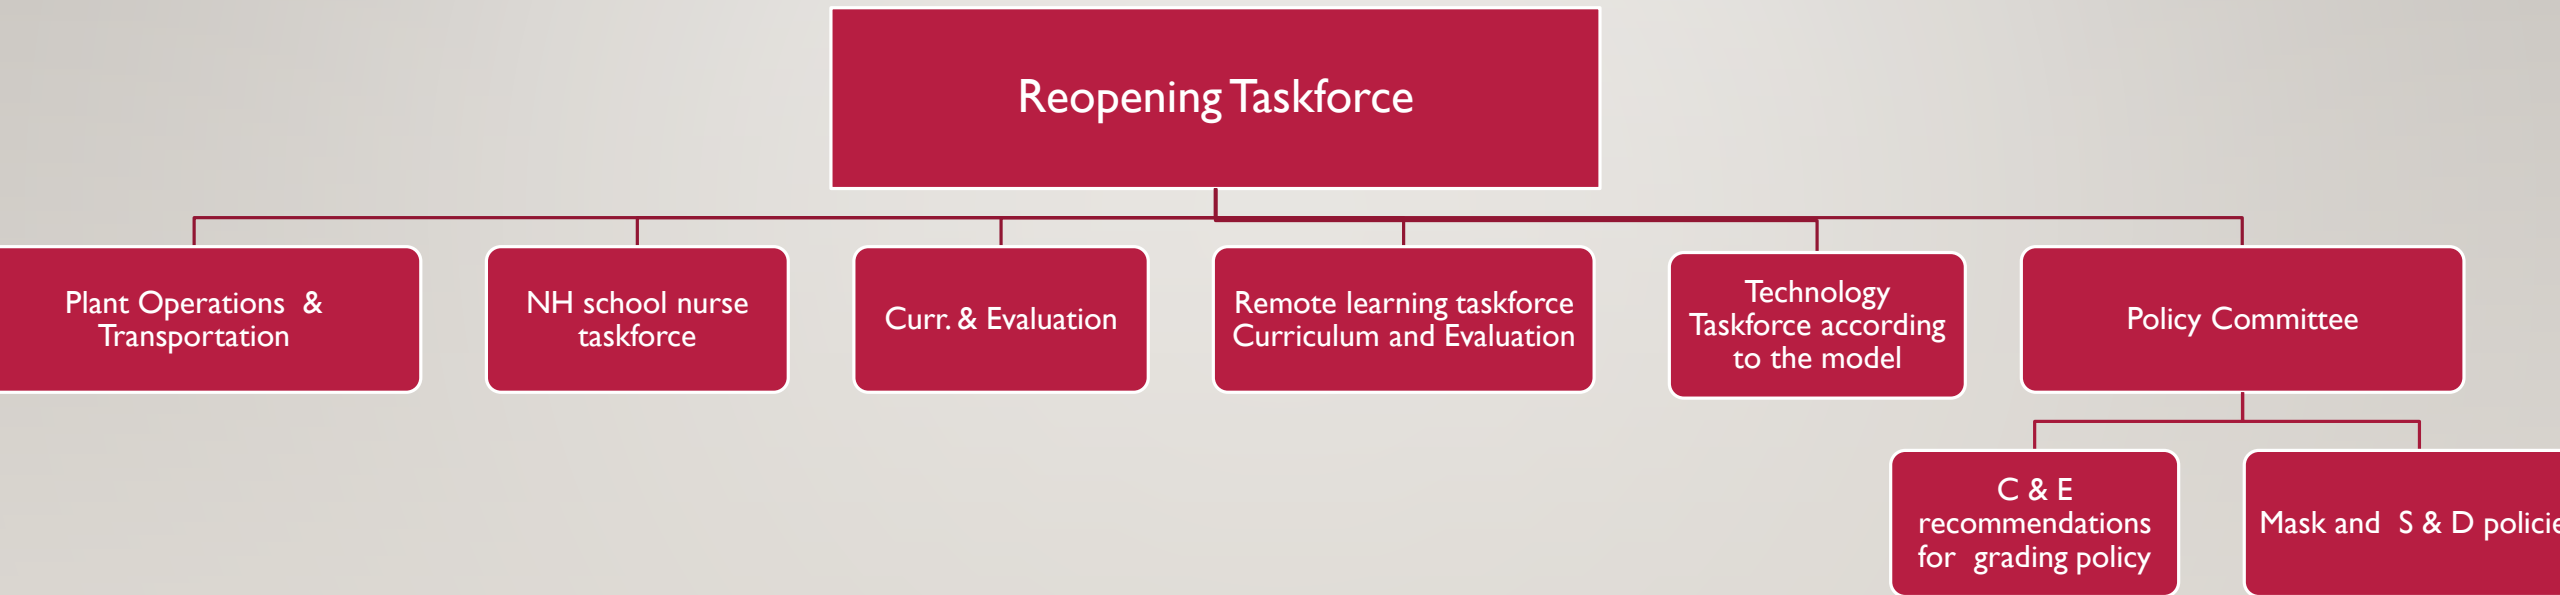 Reopening Taskforce
Plant Operations & 
Transportation
NH school nurse
taskforce
Curr. & Evaluation
Remote learning taskforce
Curriculum and Evaluation
Technology
Taskforce according
to the model
Policy Committee
C & E
recommendations
for grading policy
Mask and S & D